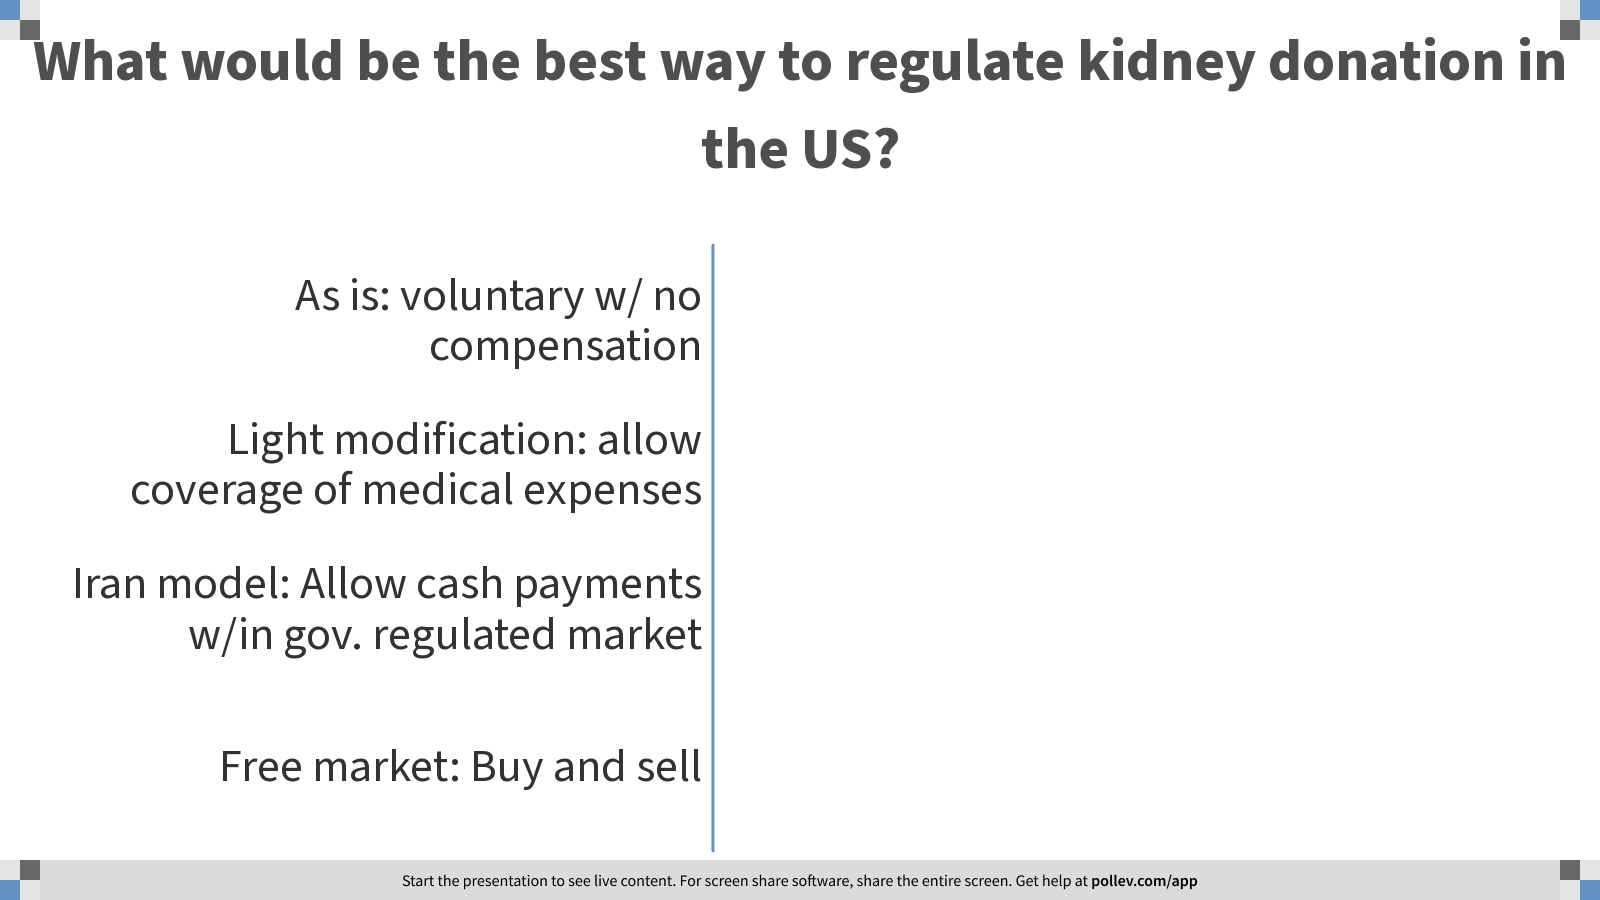 What would be the best way to regulate kidney donation in
the US?
As is: voluntary w/ no
compensation
Light modification: allow
coverage of medical expenses
Iran model: Allow cash payments
w/in gov. regulated market
Free market: Buy and sell
Start the presentation to see live content. For screen share software, share the entire screen. Get help at pollev.com/app